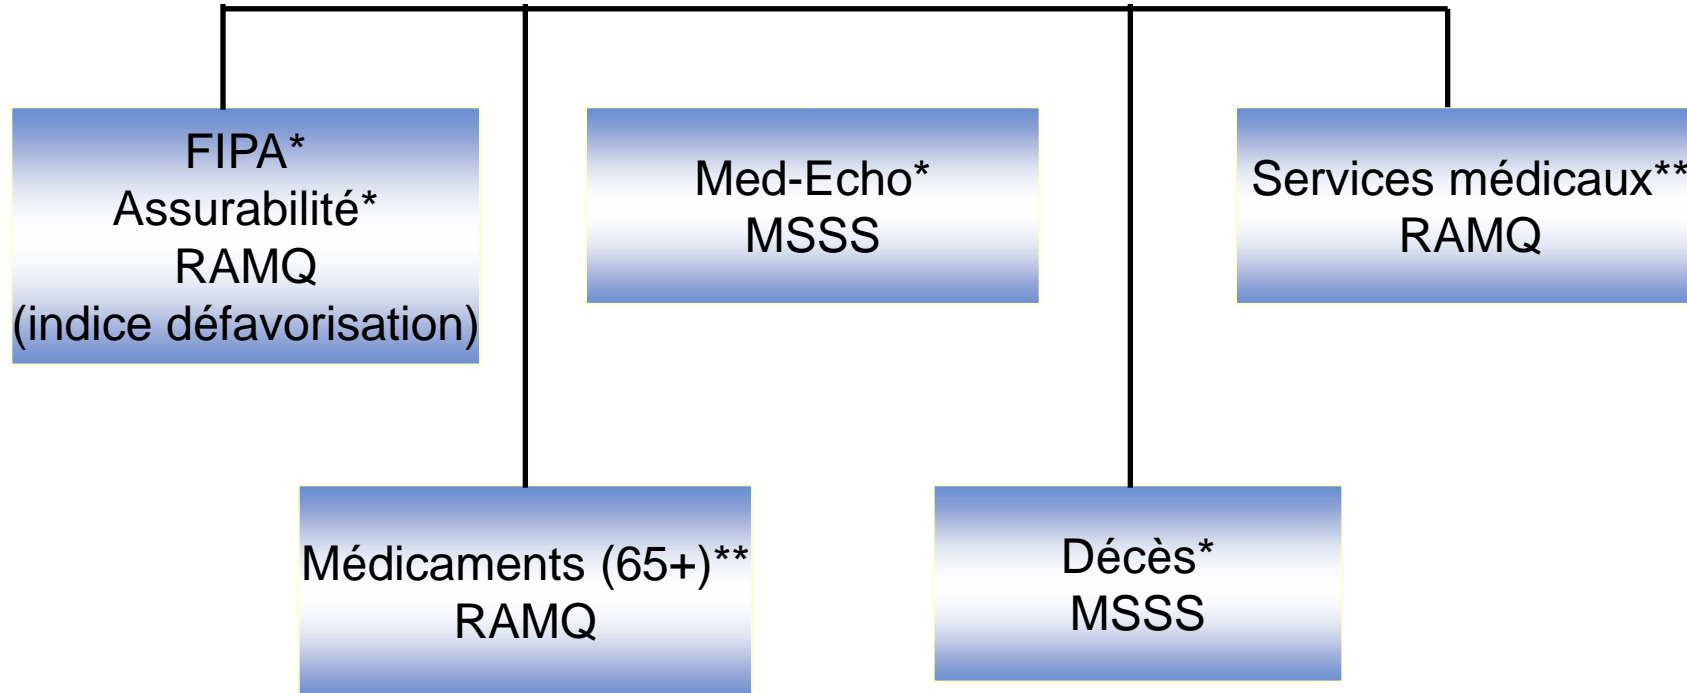 FIPA*
Assurabilité*
RAMQ
(indice défavorisation)
Med-Echo*
MSSS
Services médicaux**
RAMQ
Médicaments (65+)**
RAMQ
Décès*
MSSS